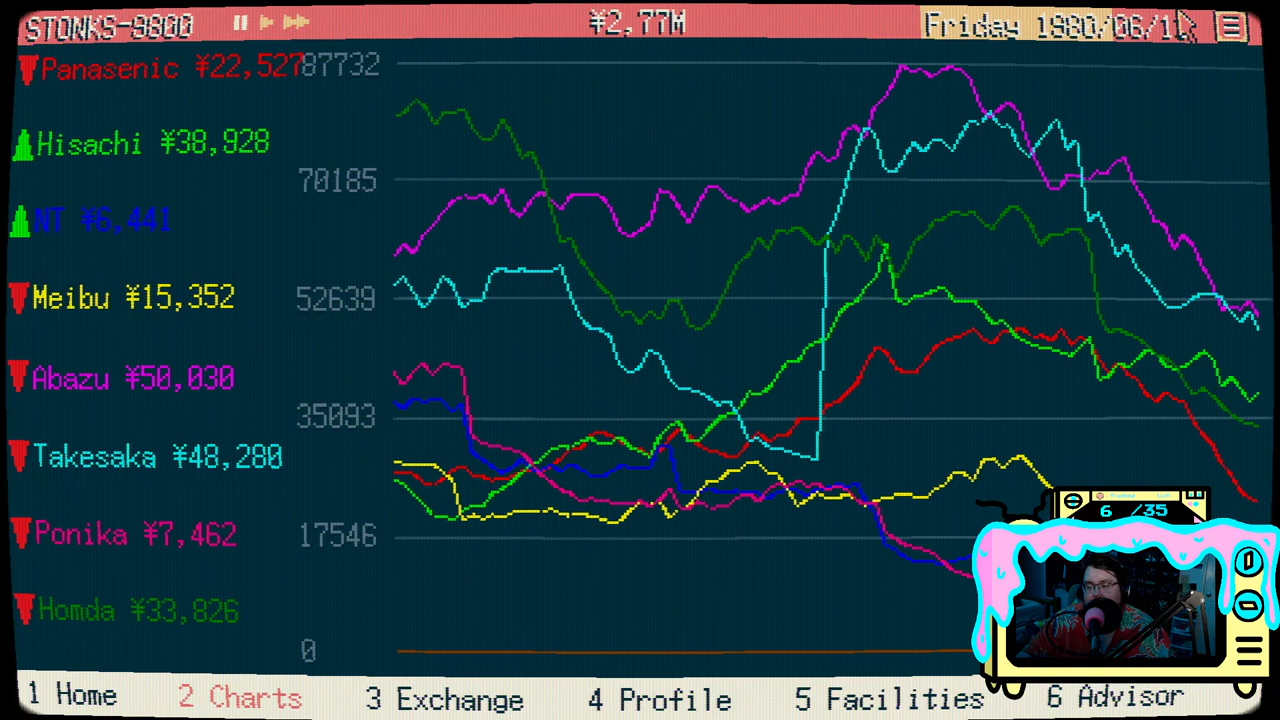 STONKS-9800
¥2,77M
Friday 1980/06/1
Panasenic ¥22,527
Hisachi ¥38,928
NT ¥6,441
Meibu ¥15,352
Abazu ¥50,030
Takesaka ¥48,280
Ponika ¥7,462
Homda ¥33,826
87732
70185
52639
35093
17546
0
6 /35
1 Home
2 Charts
3 Exchange
4 Profile
5 Facilities
6 Advisor